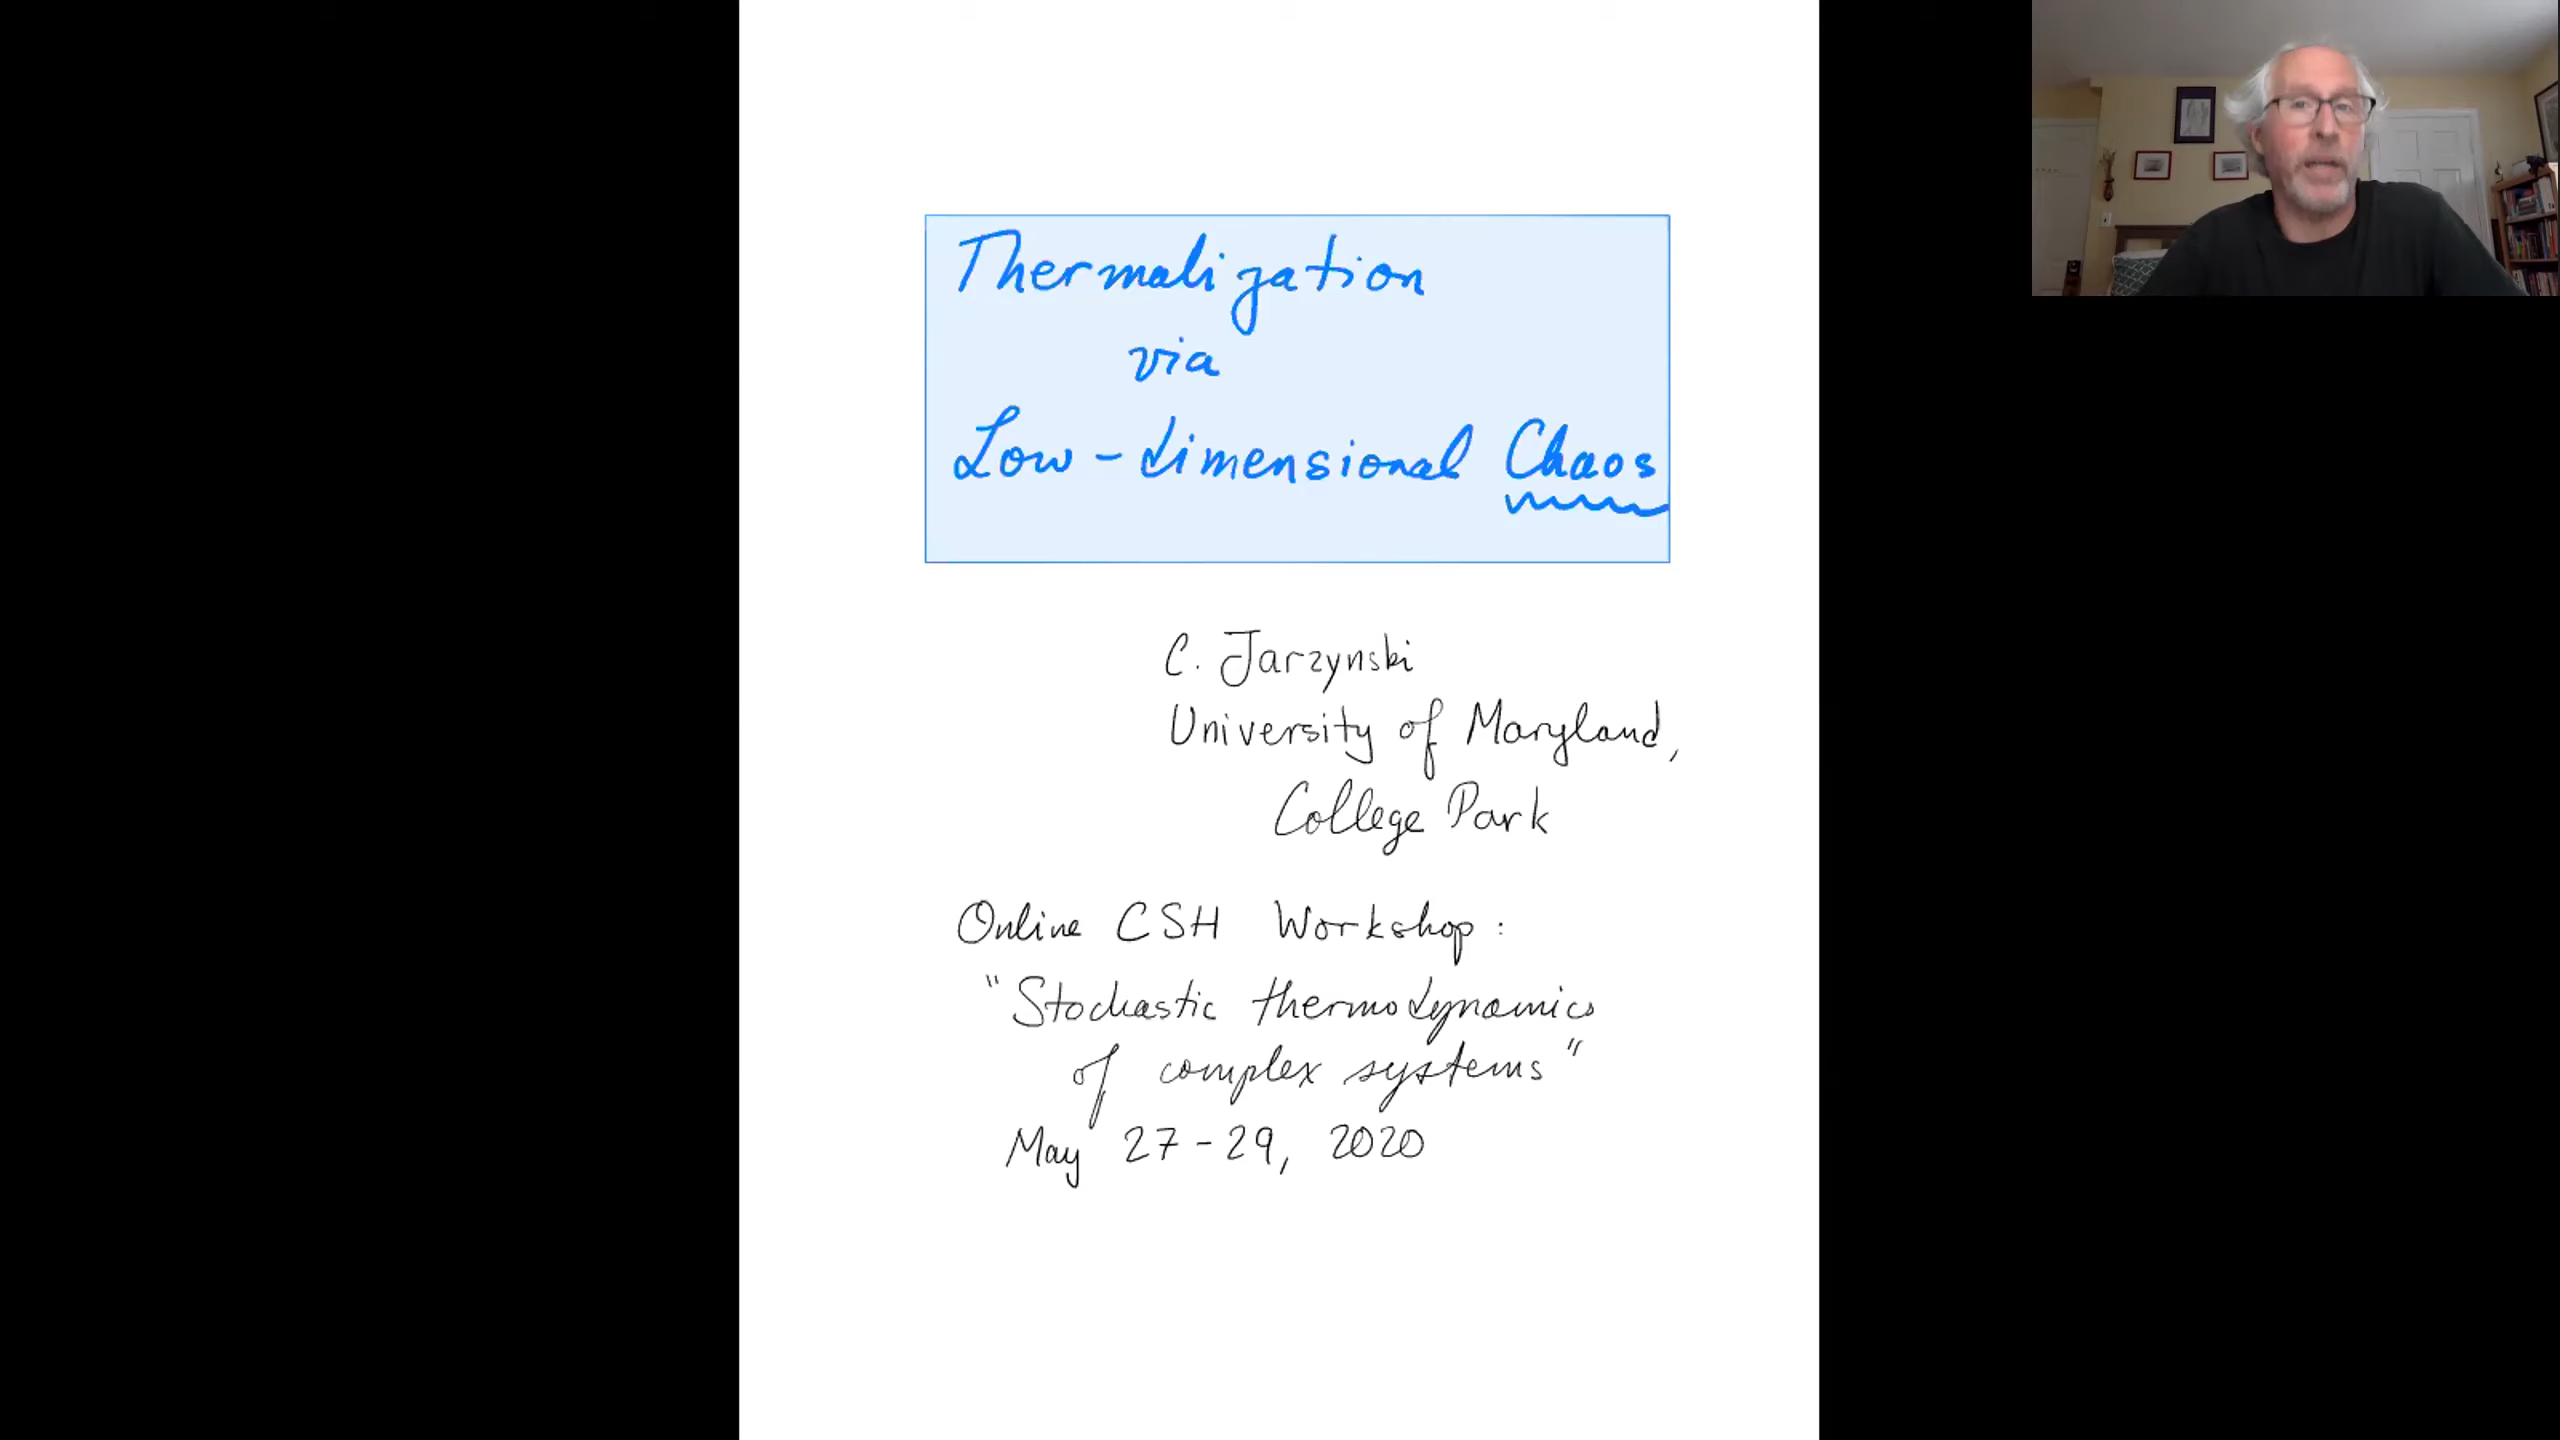 Thermalization
via
Low-dimensional Chaos
C. Jarzynski
University of Maryland,
College Park
Online CSH Workshop:
"Stochastic thermodynamics
of complex systems"
May 27-29, 2020